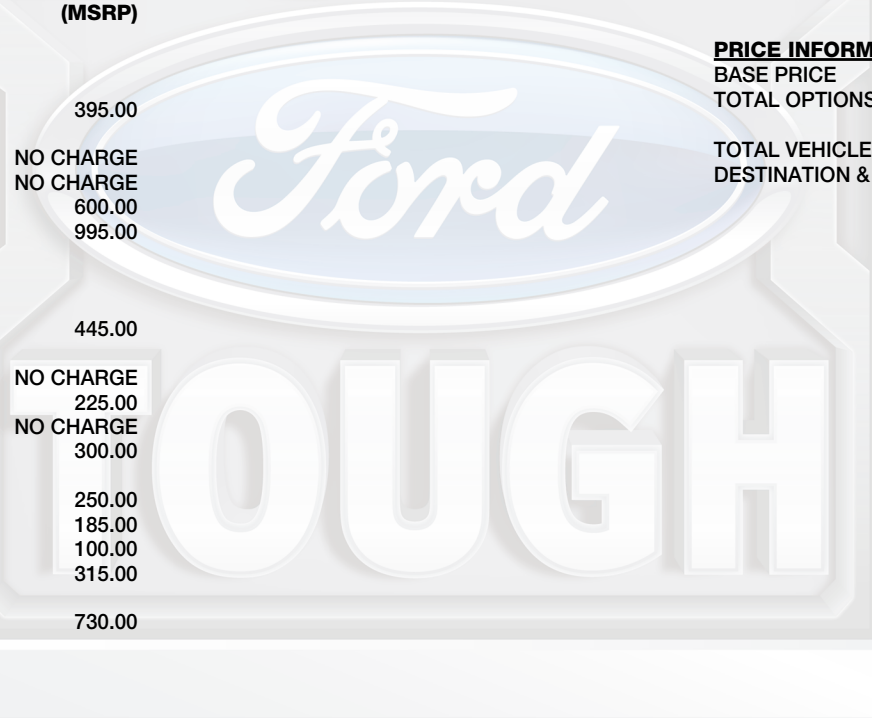 (MSRP)
395.00
NO CHARGE
NO CHARGE
600.00
995.00
445.00
NO CHARGE
225.00
NO CHARGE
300.00
250.00
185.00
100.00
315.00
730.00
PRICE INFORM
BASE PRICE
TOTAL OPTIONS
TOTAL VEHICLE
DESTINATION &
Ford
TOUGH